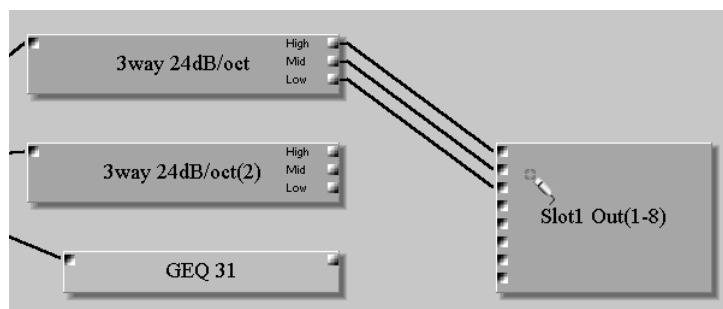 High
3way 24dB/oct
Mid
Low
High
3way 24dB/oct(2)
Mid
Low
Slot1 Out(1-8)
GEQ 31